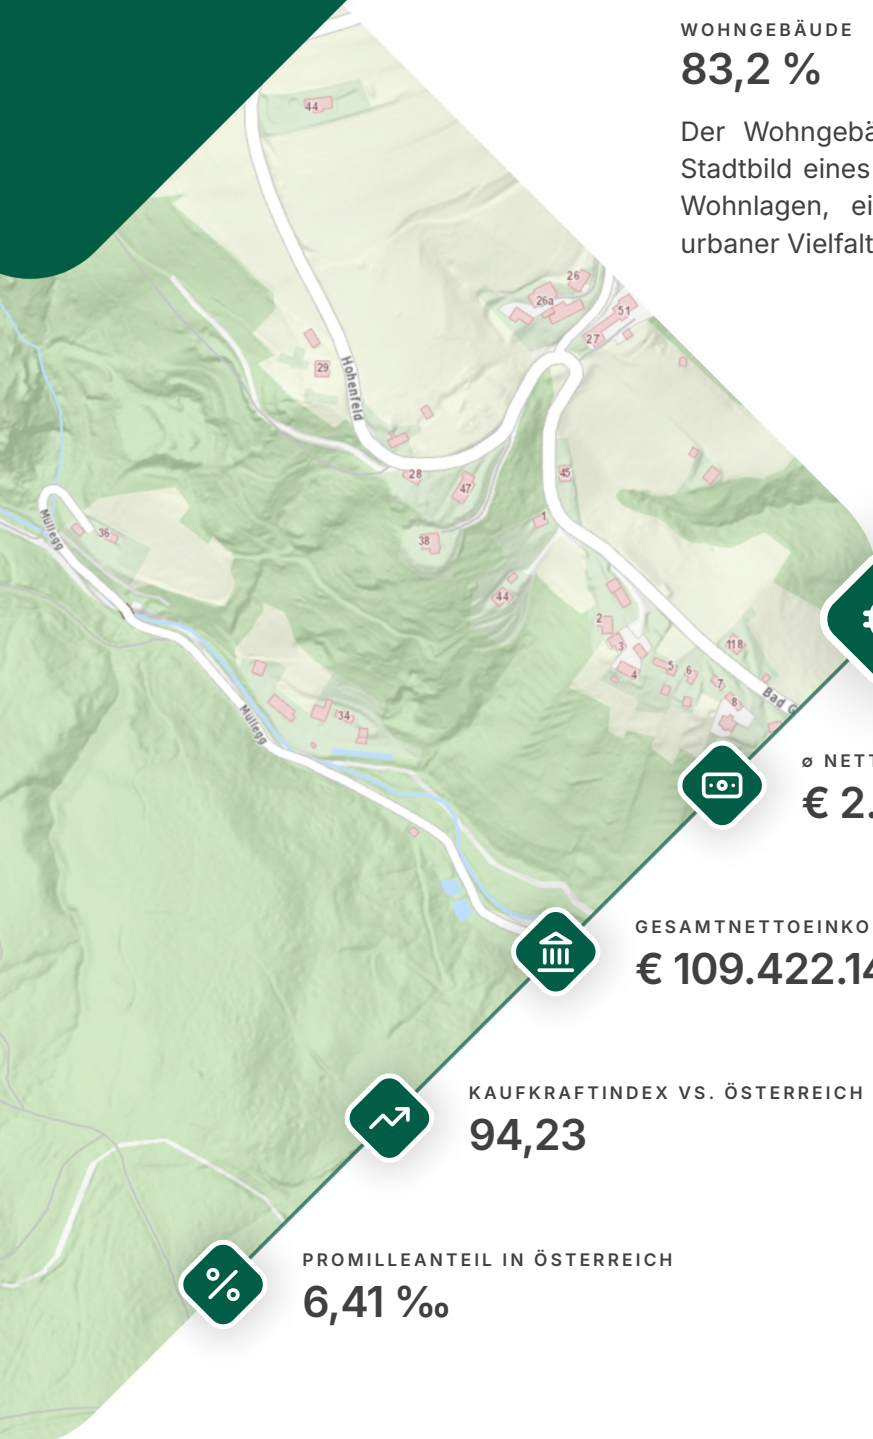 WOHNGEBÄUDE
83,2 %
Der Wohngebä
Stadtbild eines
Wohnlagen, ei
urbaner Vielfalt
44
26
26a
51
27
29
Hohenfeld
28
45
47
1
Müllegg
36
38
44
2
3
118
5
6
4
7
8
Bad G
34
Müllegg
ø NETT
€ 2.
GESAMTNETTOEINKO
€ 109.422.14
KAUFKRAFTINDEX VS. ÖSTERREICH
94,23
PROMILLEANTEIL IN ÖSTERREICH
6,41 ‰